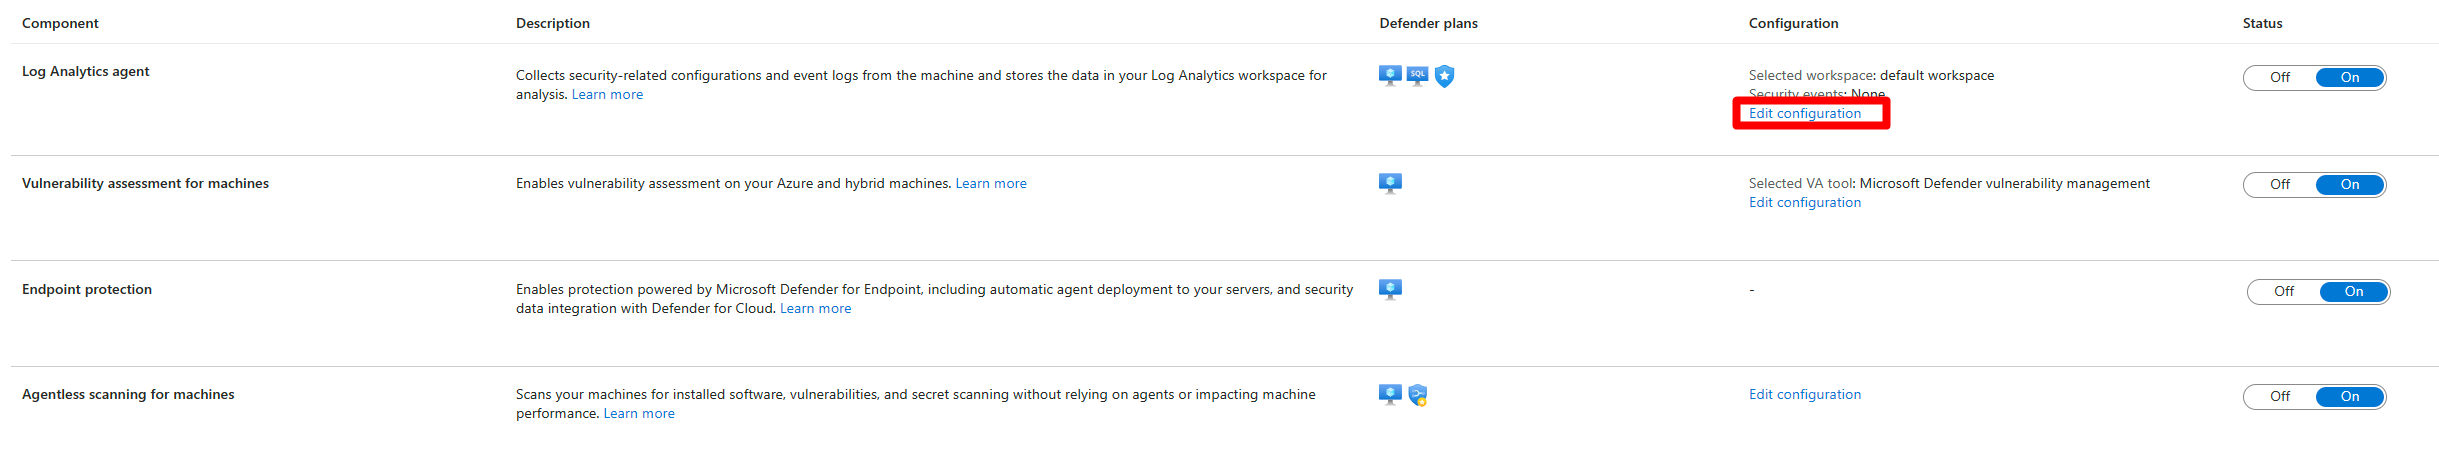 Component Description Defender plans Configuration Status
Log Analytics agent
Collects security-related configurations and event logs from the machine and stores the data in your Log Analytics workspace for
analysis. Learn more
SQL
Selected workspace: default workspace
Security events: None
Edit configuration
Off On
Vulnerability assessment for machines
Enables vulnerability assessment on your Azure and hybrid machines. Learn more
Selected VA tool: Microsoft Defender vulnerability management
Edit configuration
Off On
Endpoint protection
Enables protection powered by Microsoft Defender for Endpoint, including automatic agent deployment to your servers, and security
data integration with Defender for Cloud. Learn more
-
Off On
Agentless scanning for machines
Scans your machines for installed software, vulnerabilities, and secret scanning without relying on agents or impacting machine
performance. Learn more
Edit configuration
Off On